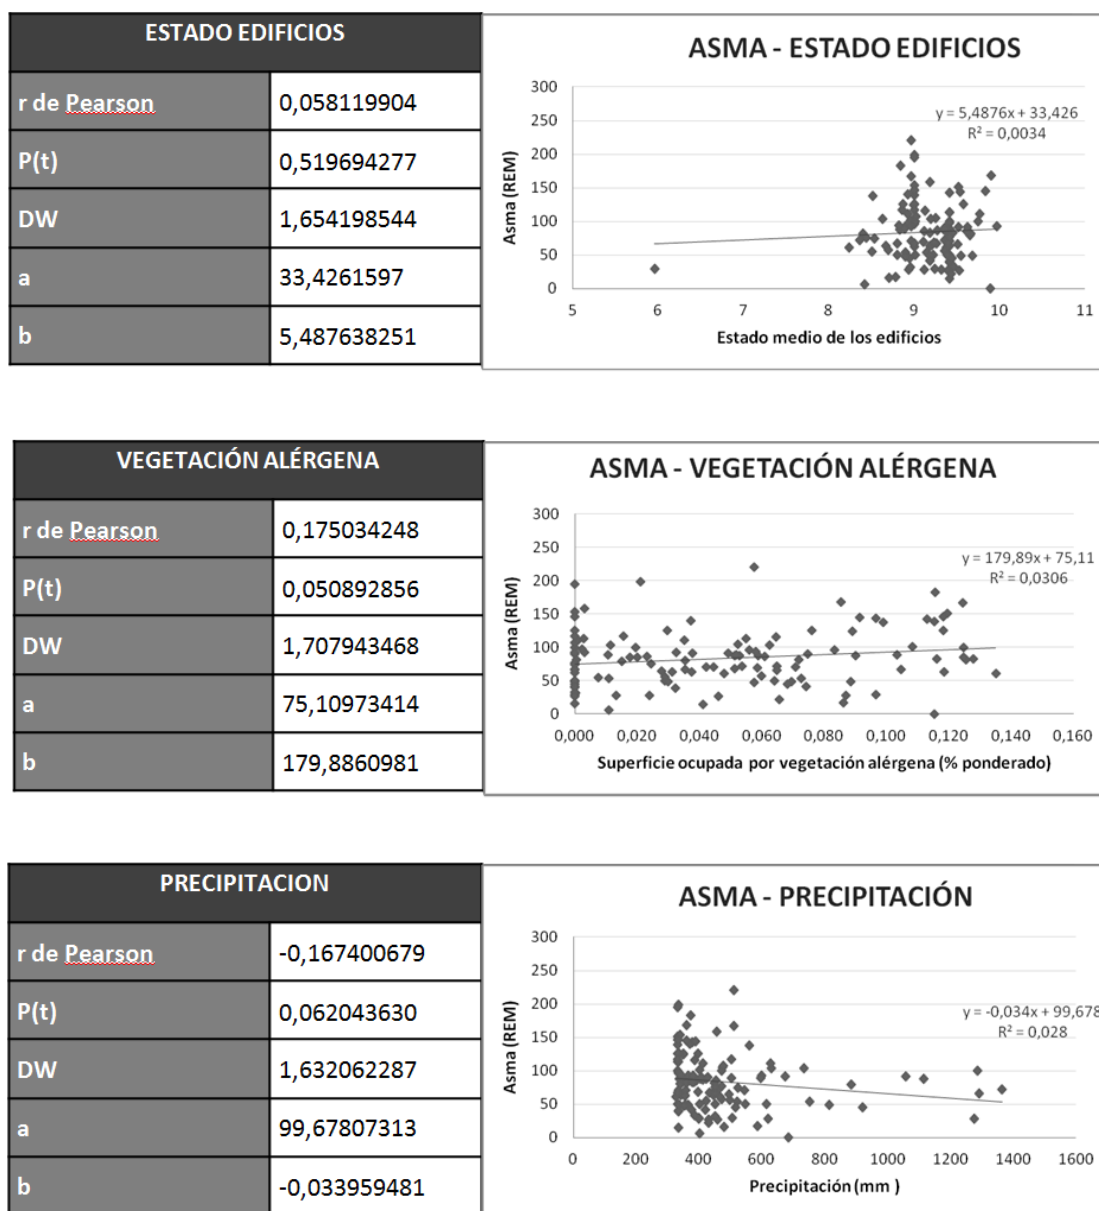 ESTADO EDIFICIOS
r de Pearson 0,058119904
P(t) 0,519694277
DW 1,654198544
a 33,4261597
b 5,487638251
ASMA - ESTADO EDIFICIOS
y = 5,4876x + 33,426
R² = 0,0034
Asma (REM)
300
250
200
150
100
50
0
5 6 7 8 9 10 11
Estado medio de los edificios
VEGETACIÓN ALÉRGENA
r de Pearson 0,175034248
P(t) 0,050892856
DW 1,707943468
a 75,10973414
b 179,8860981
ASMA - VEGETACIÓN ALÉRGENA
y = 179,89x + 75,11
R² = 0,0306
Asma (REM)
300
250
200
150
100
50
0
0,000 0,020 0,040 0,060 0,080 0,100 0,120 0,140 0,160
Superficie ocupada por vegetación alérgena (% ponderado)
PRECIPITACION
r de Pearson -0,167400679
P(t) 0,062043630
DW 1,632062287
a 99,67807313
b -0,033959481
ASMA - PRECIPITACIÓN
y = -0,034x + 99,678
R² = 0,028
Asma (REM)
300
250
200
150
100
50
0
0 200 400 600 800 1000 1200 1400 1600
Precipitación (mm )